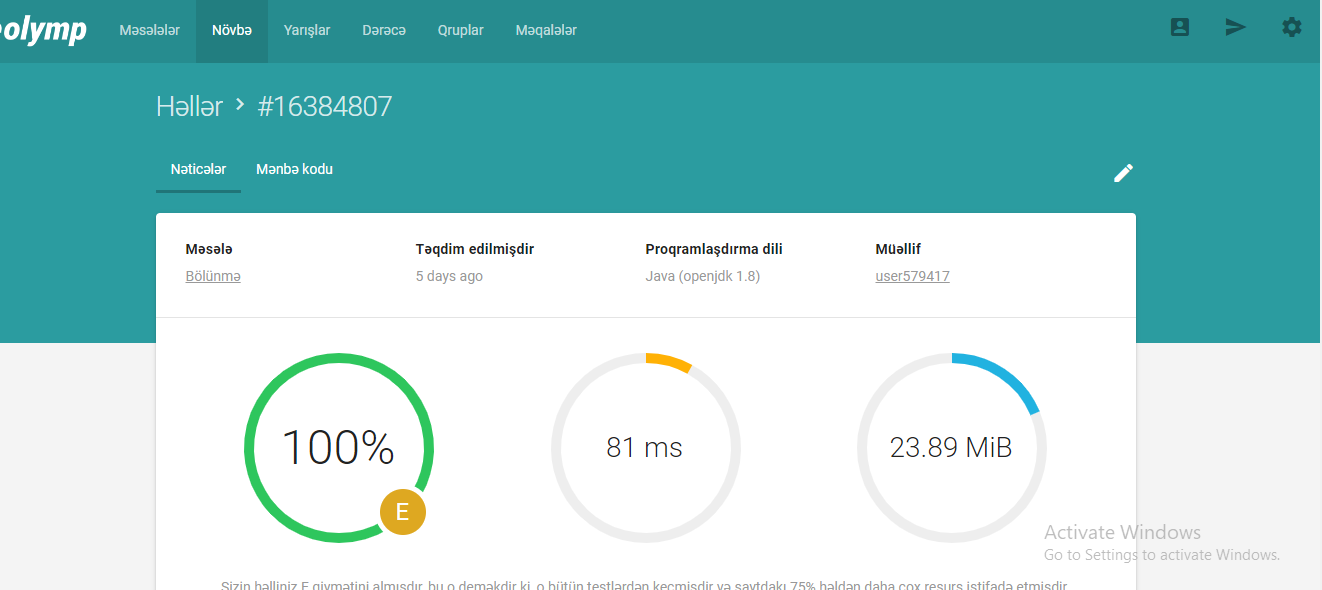 olymp Məsələlər Növbə Yarışlar Dərəcə Qruplar Məqalələr
Həllər > #16384807
Nəticələr Mənbə kodu
Məsələ Təqdim edilmişdir Proqramlaşdırma dili Müəllif
Bölünmə 5 days ago Java (openjdk 1.8) user579417
100% 81 ms 23.89 MiB
E
Activate Windows
Go to Settings to activate Windows.
Sizin həlliniz E qiymətini almışdır, bu o deməkdir ki, o bütün testlərdən keçmişdir və saytdakı 75% həldən daha çox resurs istifadə etmişdir